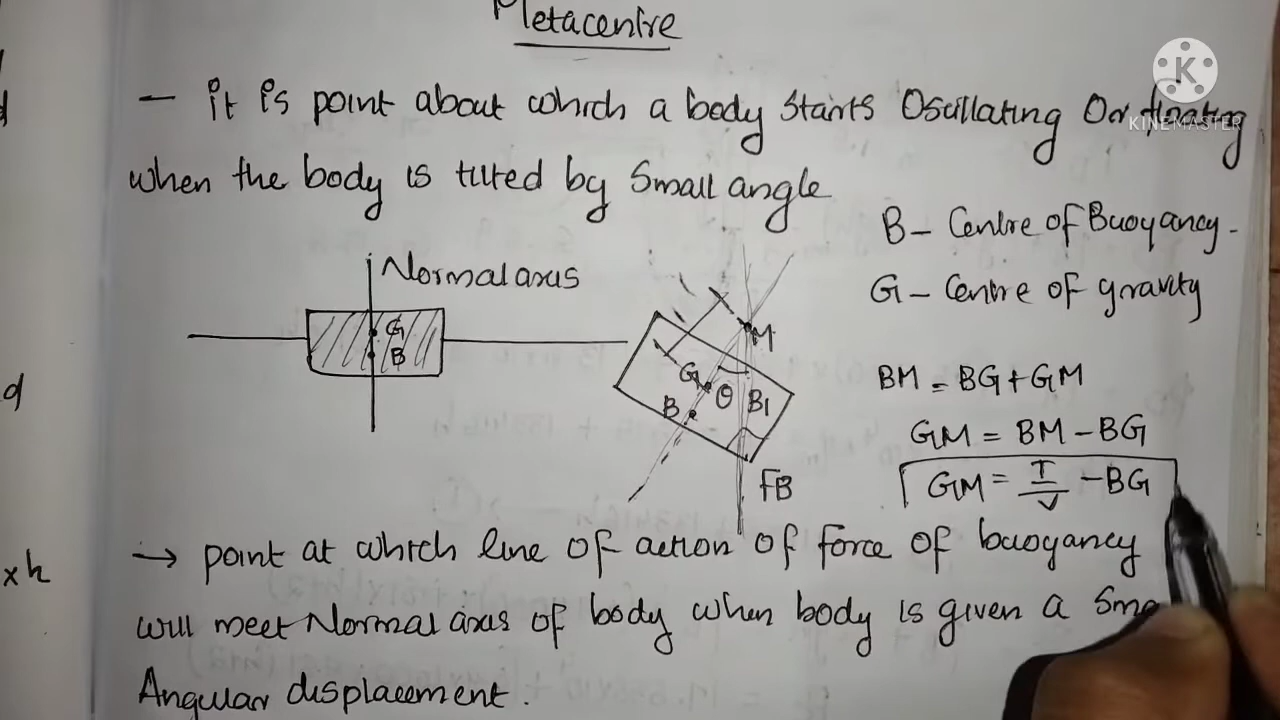 Metacentre
K
KINEMASTER
- it is point about which a body starts Oscillating Or floating
when the body is tilted by Small angle
B - Centre of Buoyancy -
G - Centre of gravity
Normal axis
G
B
M
G
B
θ
B1
FB
BM = BG + GM
GM = BM - BG
GM = I/V - BG
→ point at which line of action of force of buoyancy
will meet Normal axis of body when body is given a
Angular displacement .
d
xh